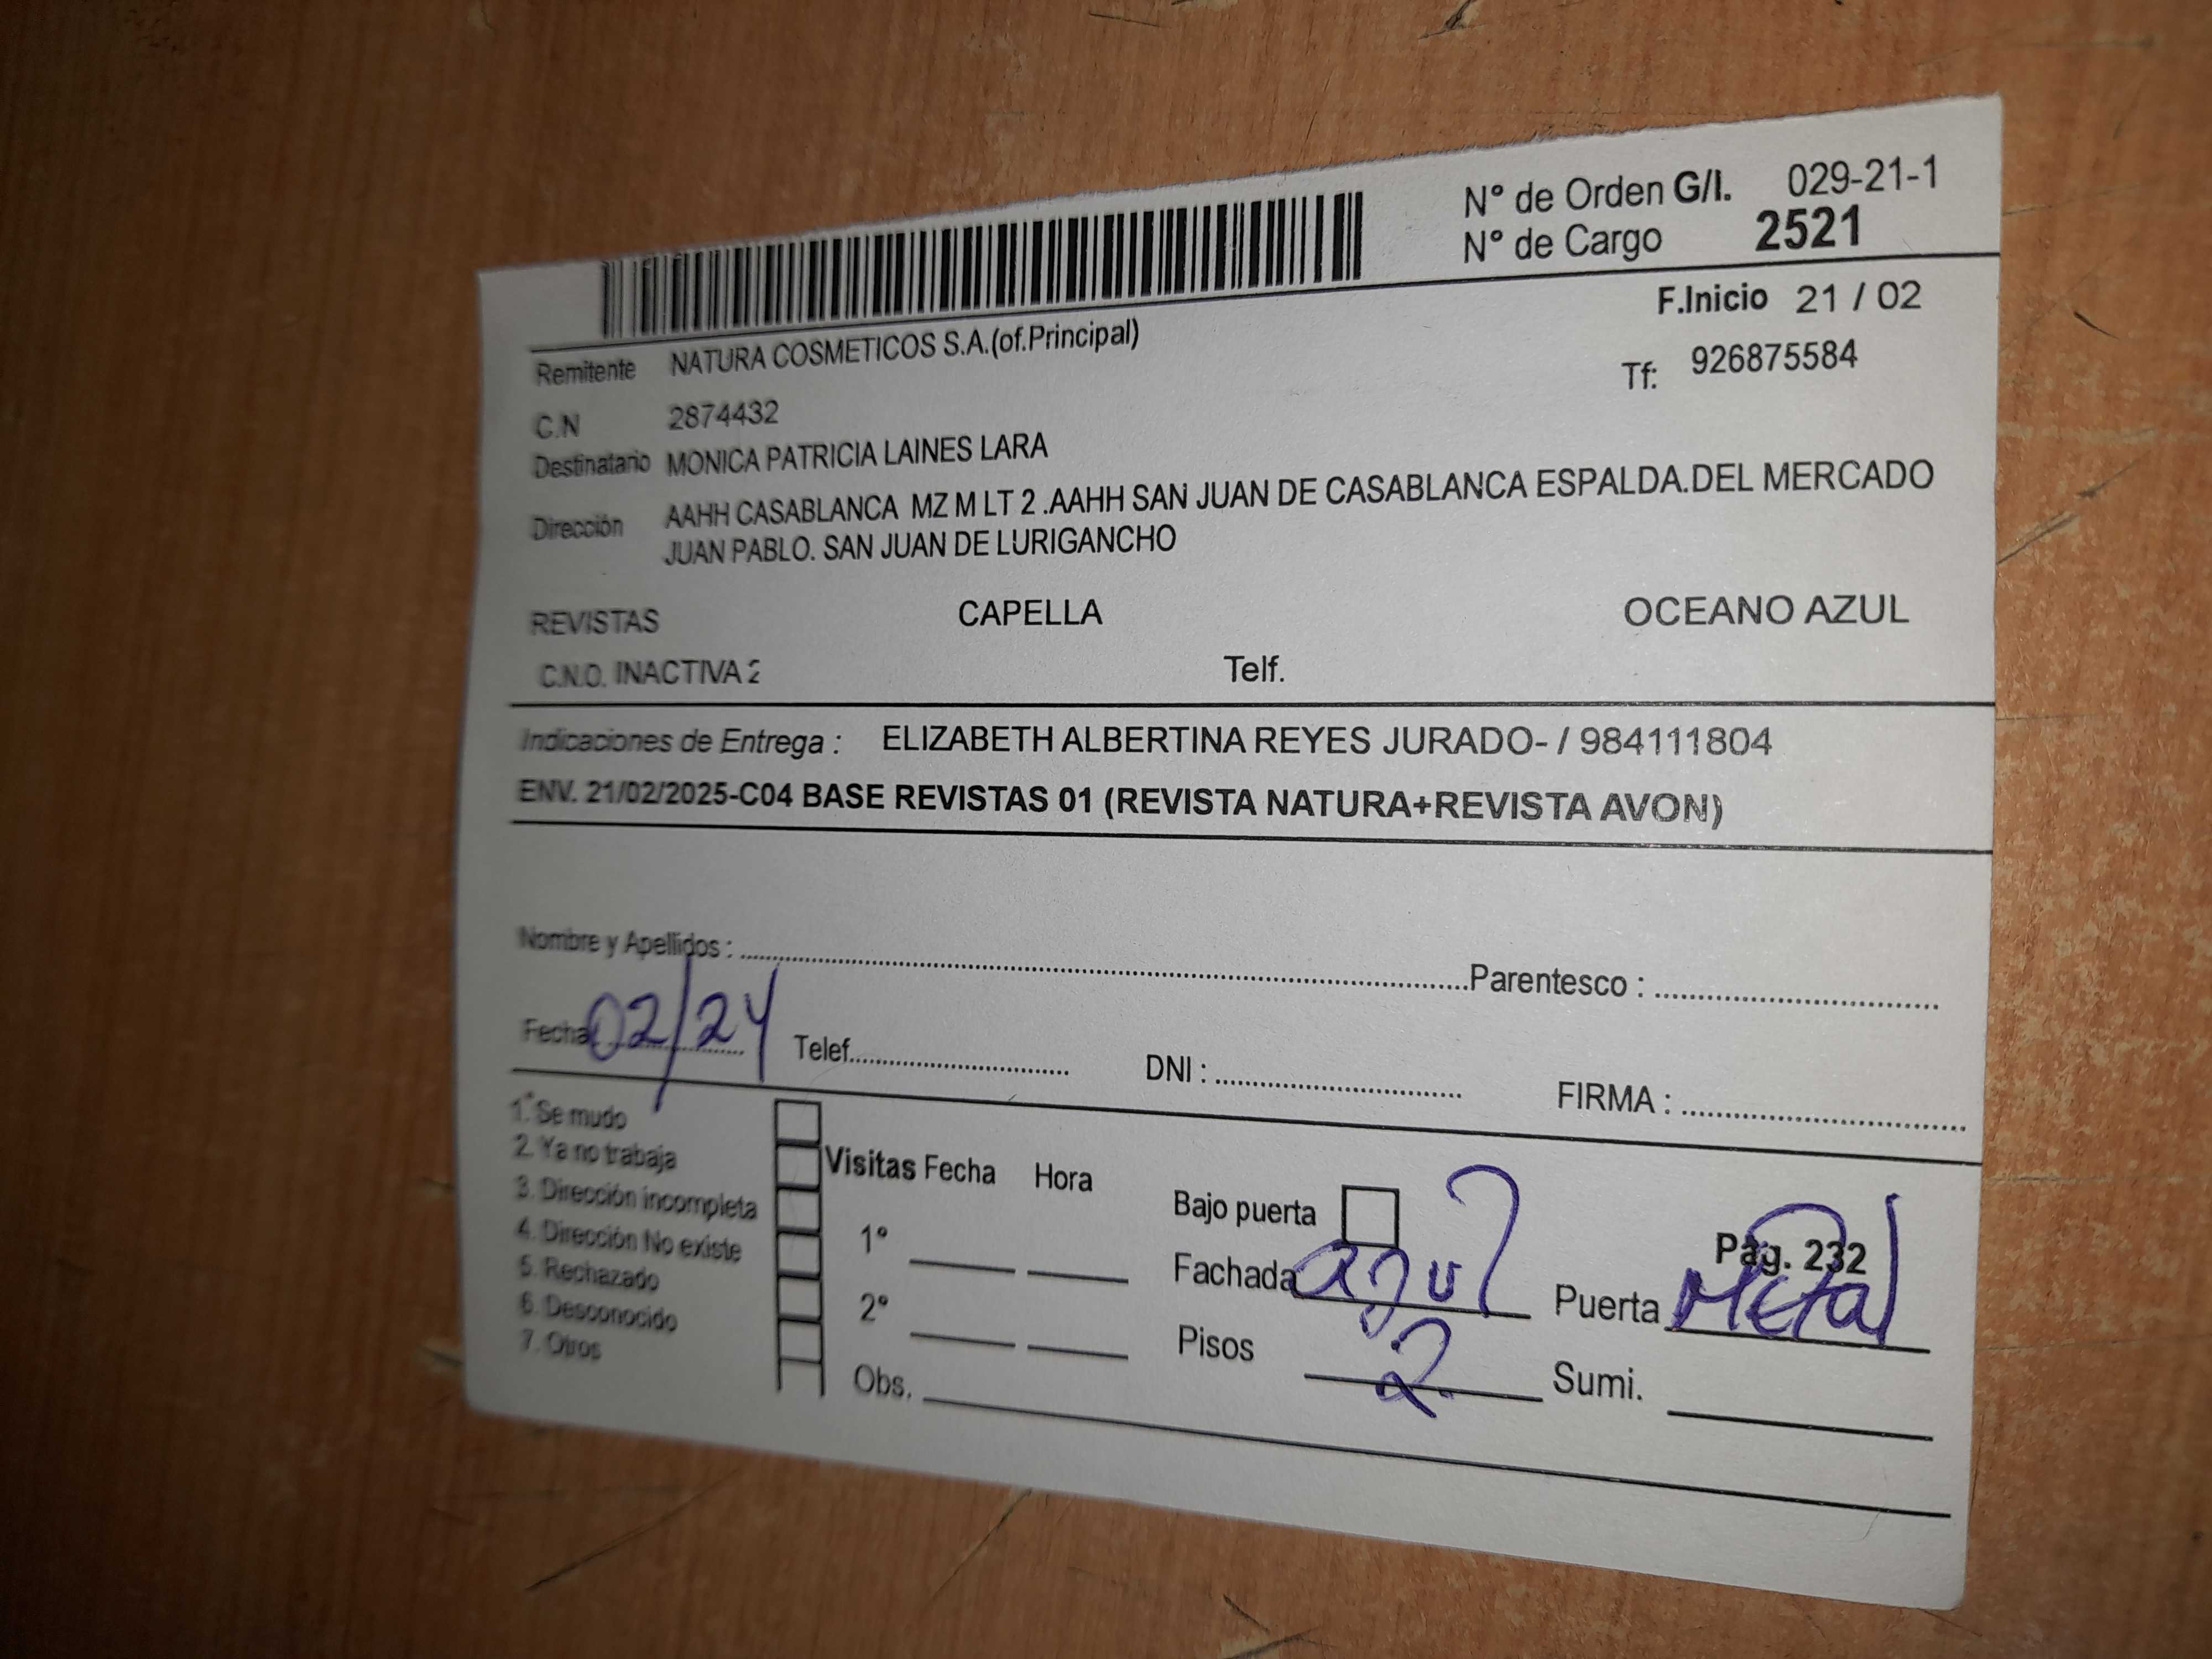 N° de Orden G/I. 029-21-1
N° de Cargo 2521
F.Inicio 21 / 02
Remitente NATURA COSMETICOS S.A.(of.Principal)
Tf: 926875584
C.N 2874432
Destinatario MONICA PATRICIA LAINES LARA
Dirección AAHH CASABLANCA MZ M LT 2 .AAHH SAN JUAN DE CASABLANCA ESPALDA.DEL MERCADO
JUAN PABLO. SAN JUAN DE LURIGANCHO
REVISTAS CAPELLA OCEANO AZUL
C.N.O. INACTIVA 2 Telf.
Indicaciones de Entrega : ELIZABETH ALBERTINA REYES JURADO- / 984111804
ENV. 21/02/2025-C04 BASE REVISTAS 01 (REVISTA NATURA+REVISTA AVON)
Nombre y Apellidos : Parentesco :
Fecha 02/24 Telef. DNI : FIRMA :
1. Se mudo
2. Ya no trabaja
3. Dirección incompleta
4. Dirección No existe
5. Rechazado
6. Desconocido
7. Otros
Visitas Fecha Hora
1°
2°
Obs.
Bajo puerta
Pág. 232
Fachada azul Puerta Metal
Pisos 2 Sumi.